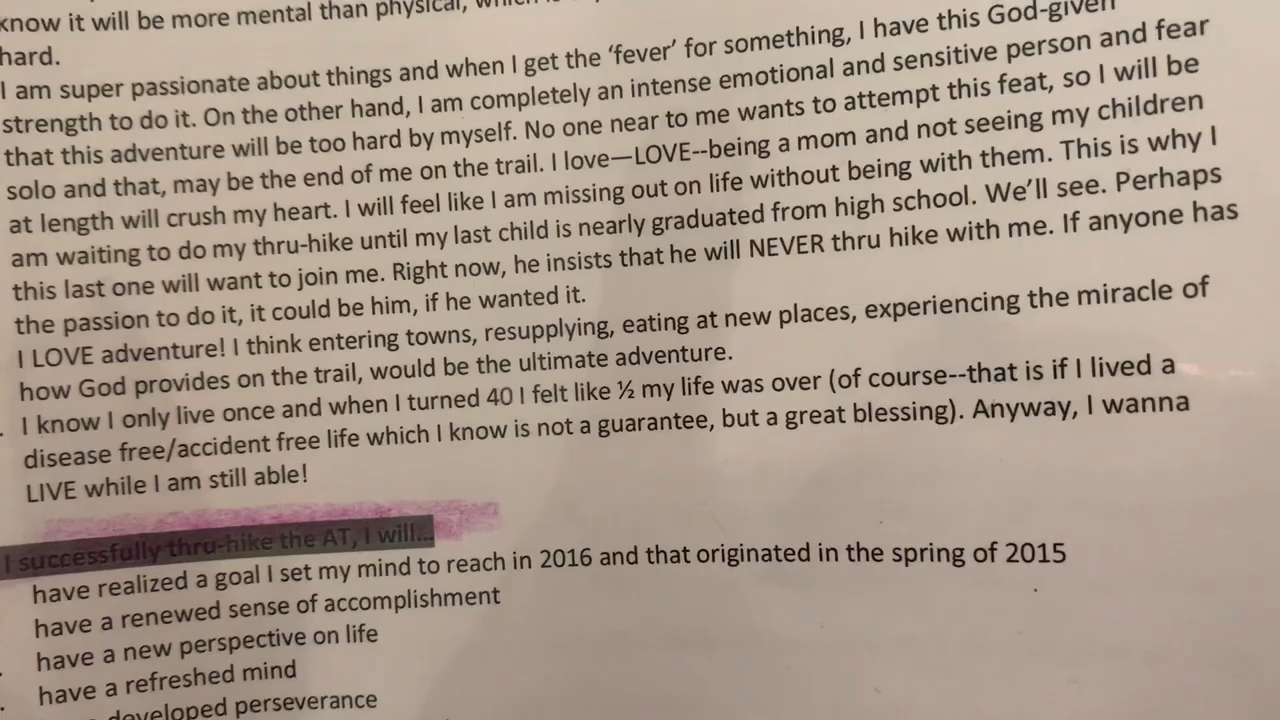 know it will be more mental than physical,
hard.
I am super passionate about things and when I get the ‘fever’ for something, I have this God-given
strength to do it. On the other hand, I am completely an intense emotional and sensitive person and fear
that this adventure will be too hard by myself. No one near to me wants to attempt this feat, so I will be
solo and that, may be the end of me on the trail. I love—LOVE--being a mom and not seeing my children
at length will crush my heart. I will feel like I am missing out on life without being with them. This is why I
am waiting to do my thru-hike until my last child is nearly graduated from high school. We’ll see. Perhaps
this last one will want to join me. Right now, he insists that he will NEVER thru hike with me. If anyone has
the passion to do it, it could be him, if he wanted it.
I LOVE adventure! I think entering towns, resupplying, eating at new places, experiencing the miracle of
how God provides on the trail, would be the ultimate adventure.
. I know I only live once and when I turned 40 I felt like ½ my life was over (of course--that is if I lived a
disease free/accident free life which I know is not a guarantee, but a great blessing). Anyway, I wanna
LIVE while I am still able!
I successfully thru-hike the AT, I will...
have realized a goal I set my mind to reach in 2016 and that originated in the spring of 2015
have a renewed sense of accomplishment
. have a new perspective on life
. have a refreshed mind
developed perseverance